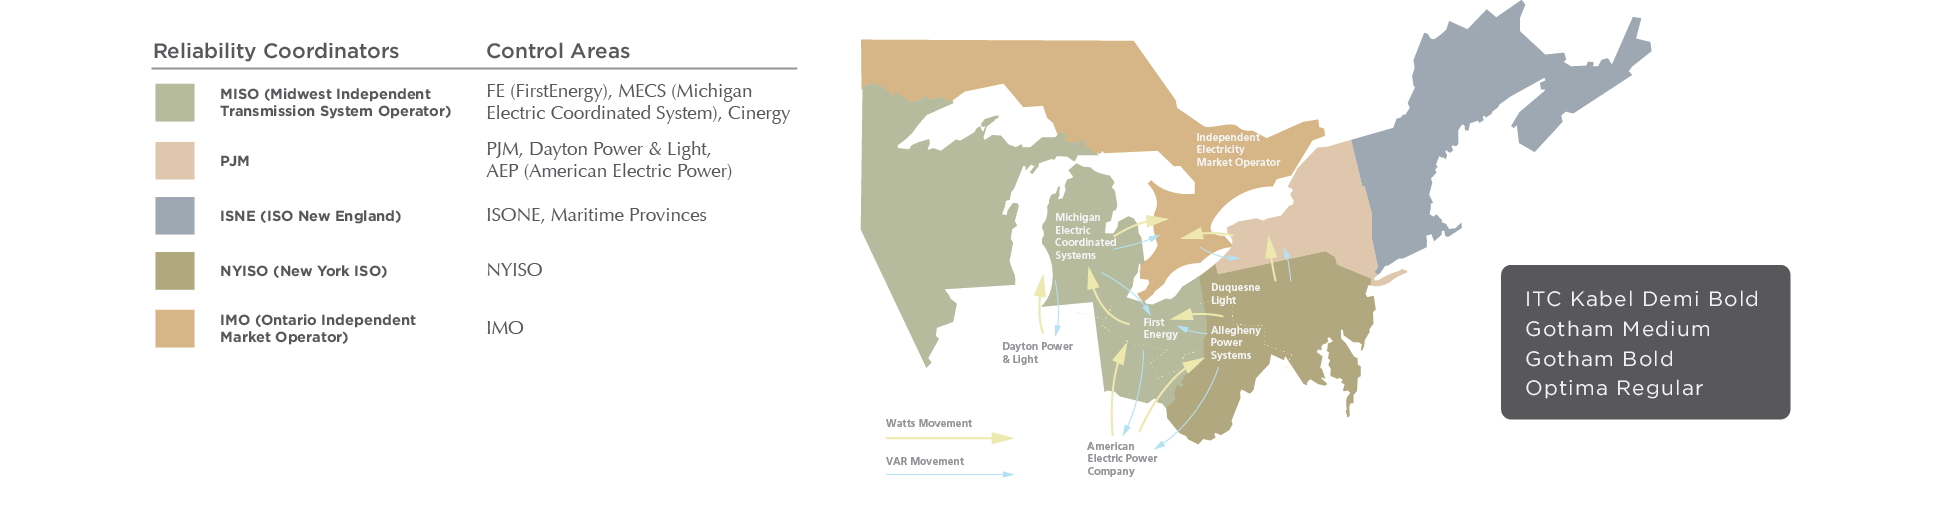 Reliability Coordinators
Control Areas
MISO (Midwest Independent
Transmission System Operator)
FE (FirstEnergy), MECS (Michigan
Electric Coordinated System), Cinergy
PJM
PJM, Dayton Power & Light,
AEP (American Electric Power)
ISNE (ISO New England)
ISONE, Maritime Provinces
NYISO (New York ISO)
NYISO
IMO (Ontario Independent
Market Operator)
IMO
Independent
Electricity
Market Operator
Michigan
Electric
Coordinated
Systems
Duquesne
Light
First
Energy
Allegheny
Power
Systems
Dayton Power
& Light
Watts Movement
VAR Movement
American
Electric Power
Company
ITC Kabel Demi Bold
Gotham Medium
Gotham Bold
Optima Regular